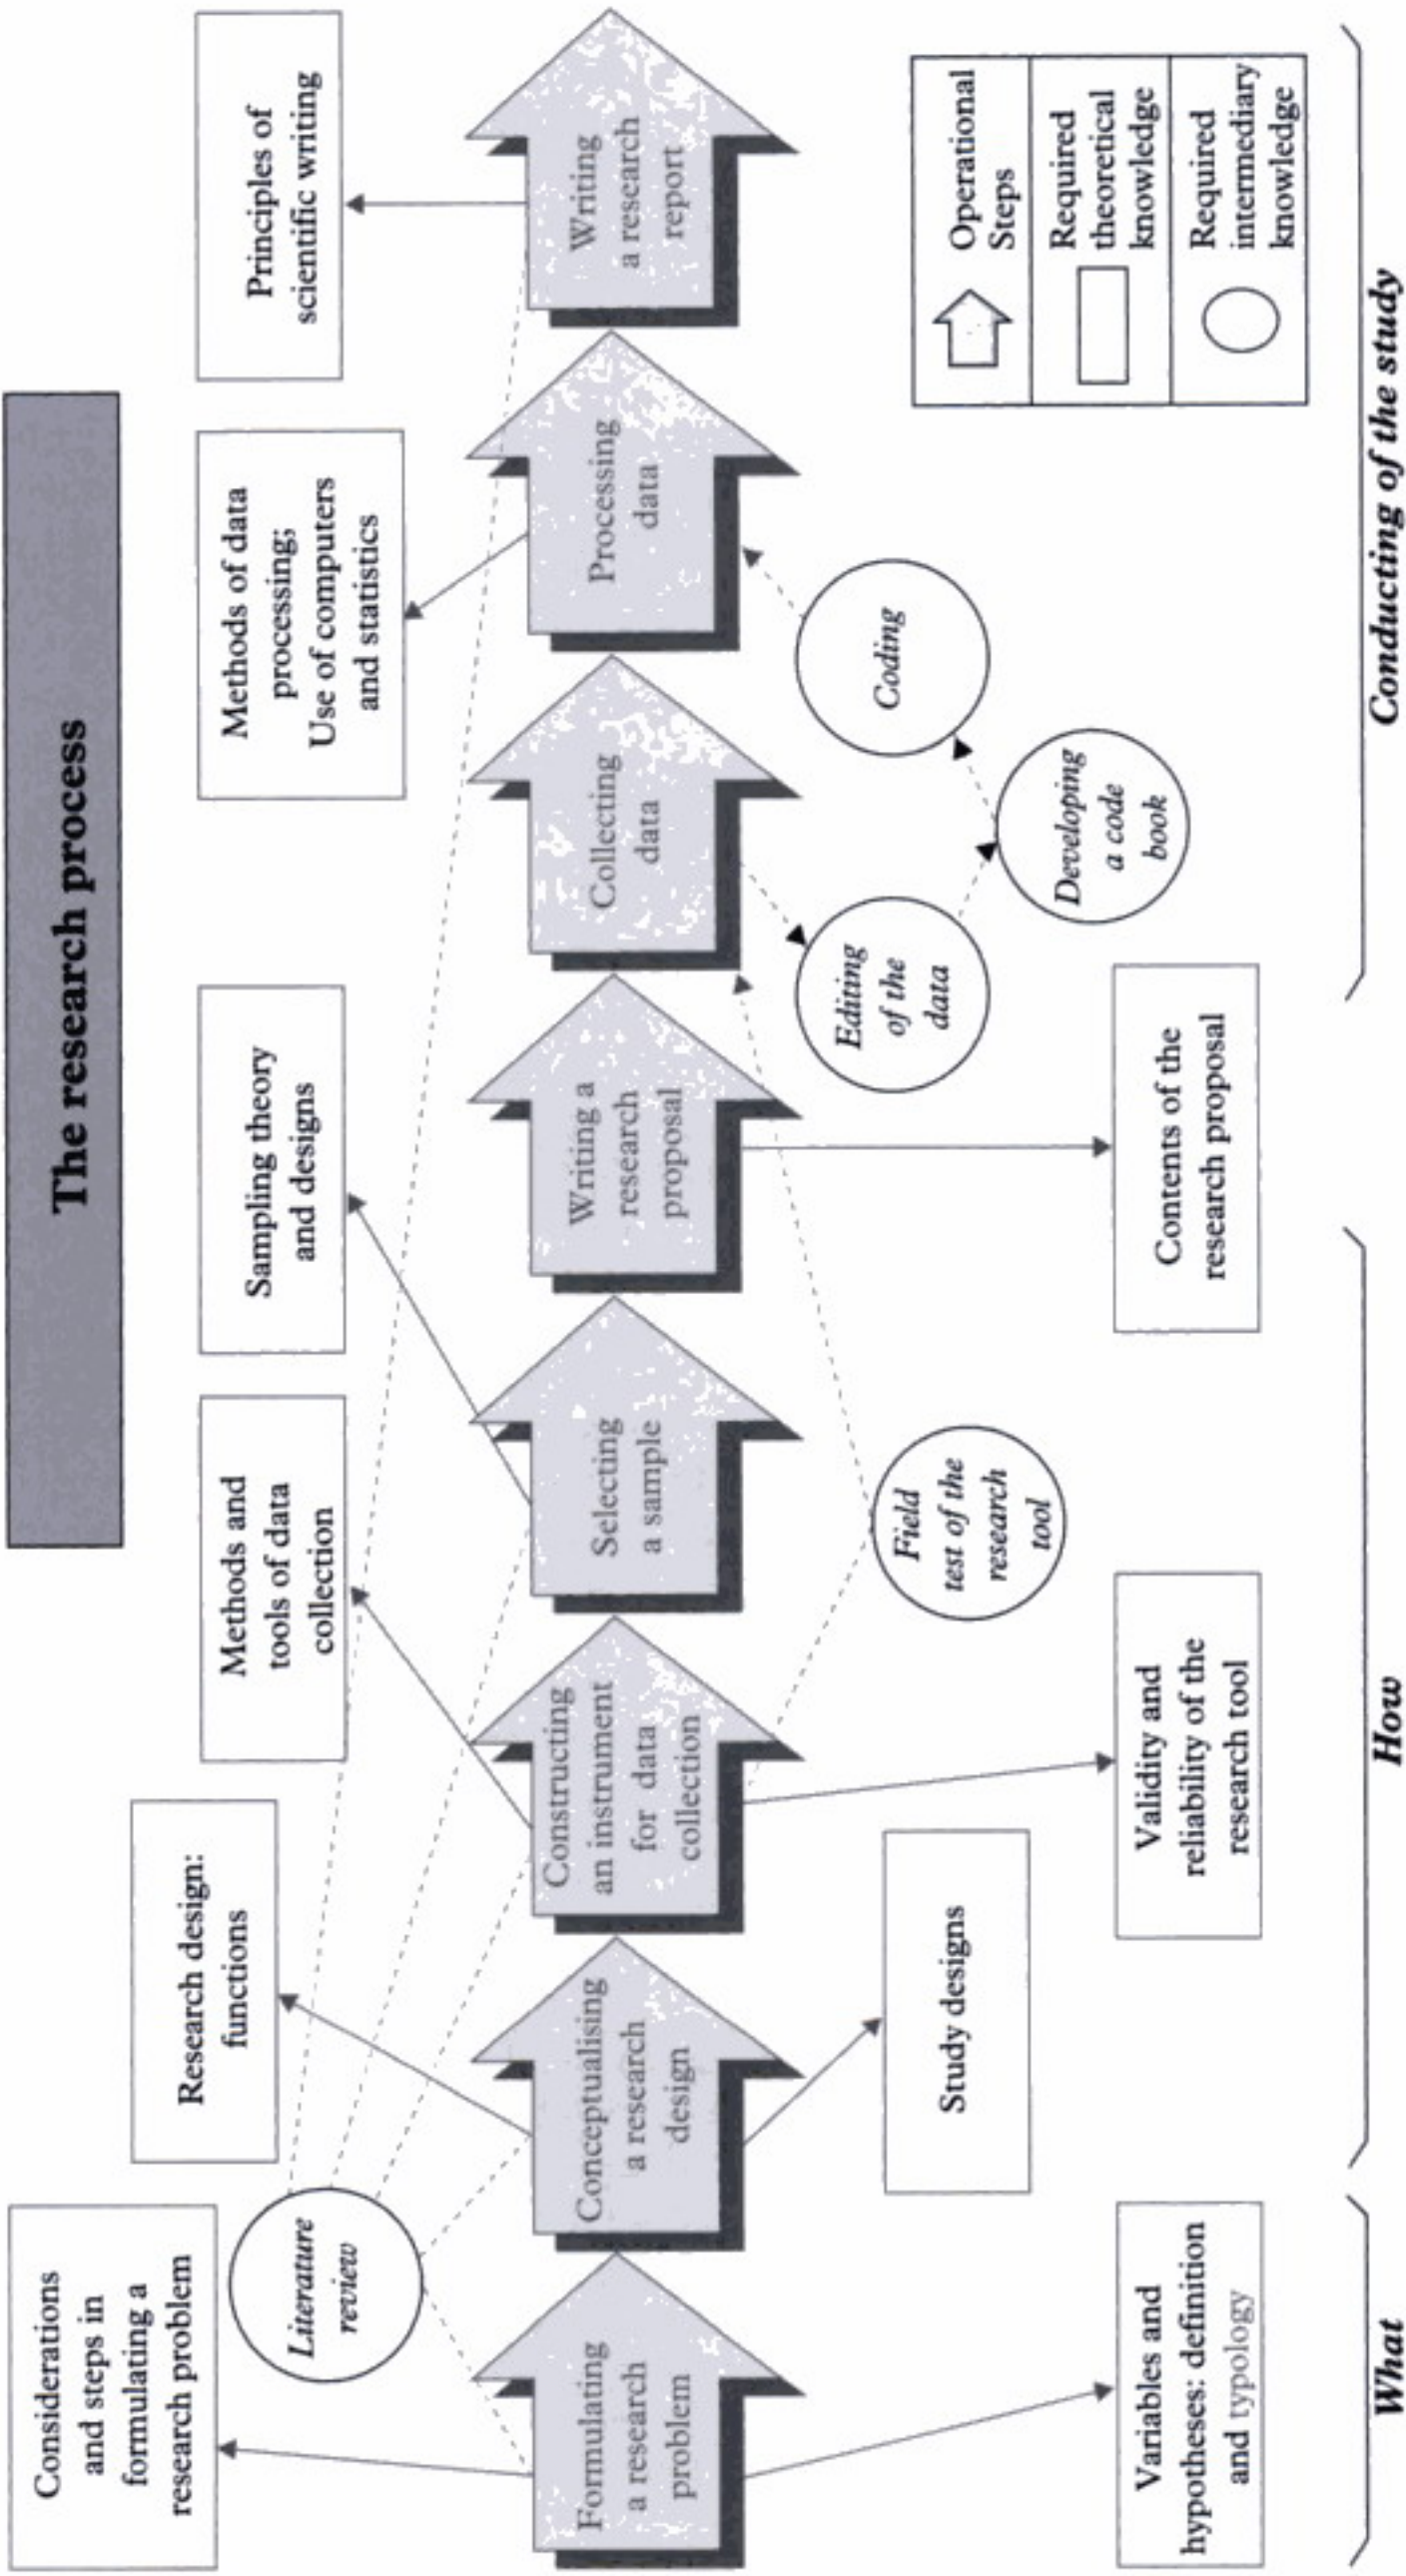 The research process
Considerations
and steps in
formulating a
research problem
Literature
review
Research design:
functions
Methods and
tools of data
collection
Sampling theory
and designs
Methods of data
processing;
Use of computers
and statistics
Principles of
scientific writing
Formulating
a research
problem
Conceptualising
a research
design
Constructing
an instrument
for data
collection
Selecting
a sample
Writing a
research
proposal
Collecting
data
Processing
data
Writing
a research
report
Study designs
Field
test of the
research
tool
Editing
of the
data
Developing
a code
book
Coding
Variables and
hypotheses: definition
and typology
Validity and
reliability of the
research tool
Contents of the
research proposal
Operational
Steps
Required
theoretical
knowledge
Required
intermediary
knowledge
What
How
Conducting of the study